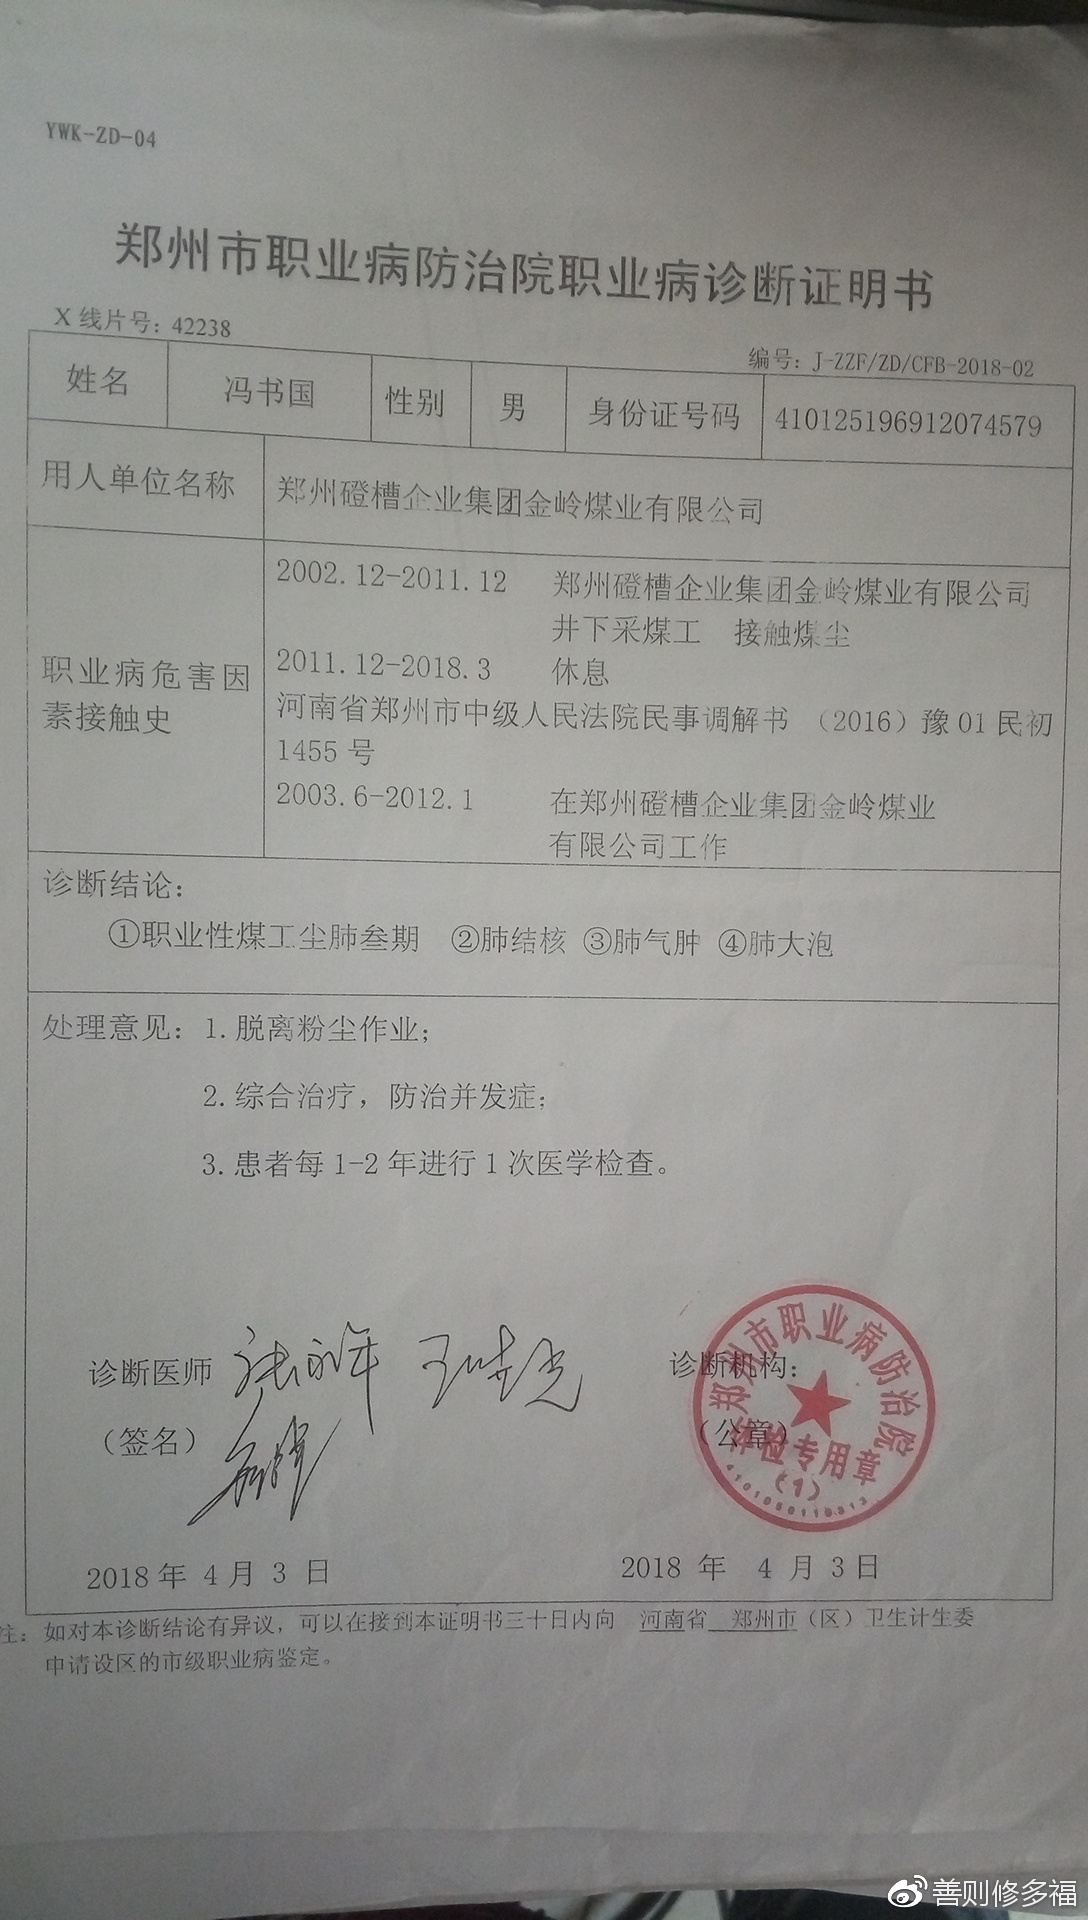 YWK-ZD-04
郑州市职业病防治院职业病诊断证明书
X 线片号：42238
编号：J-ZZF/ZD/CFB-2018-02
姓名 冯书国 性别 男 身份证号码 410125196912074579
用人单位名称 郑州磴槽企业集团金岭煤业有限公司
职业病危害因素接触史
2002.12-2011.12 郑州磴槽企业集团金岭煤业有限公司
井下采煤工 接触煤尘
2011.12-2018.3 休息
河南省郑州市中级人民法院民事调解书（2016）豫 01 民初
1455 号
2003.6-2012.1 在郑州磴槽企业集团金岭煤业
有限公司工作
诊断结论：
①职业性煤工尘肺叁期 ②肺结核 ③肺气肿 ④肺大泡
处理意见：1.脱离粉尘作业；
2.综合治疗，防治并发症；
3.患者每 1-2 年进行 1 次医学检查。
诊断医师
（签名）
诊断机构：
（公章）
郑州市职业病防治院
专用章
（1）
2018 年 4 月 3 日
2018 年 4 月 3 日
注：如对本诊断结论有异议，可以在接到本证明书三十日内向 河南省 郑州市（区）卫生计生委
申请设区的市级职业病鉴定。
善则修多福